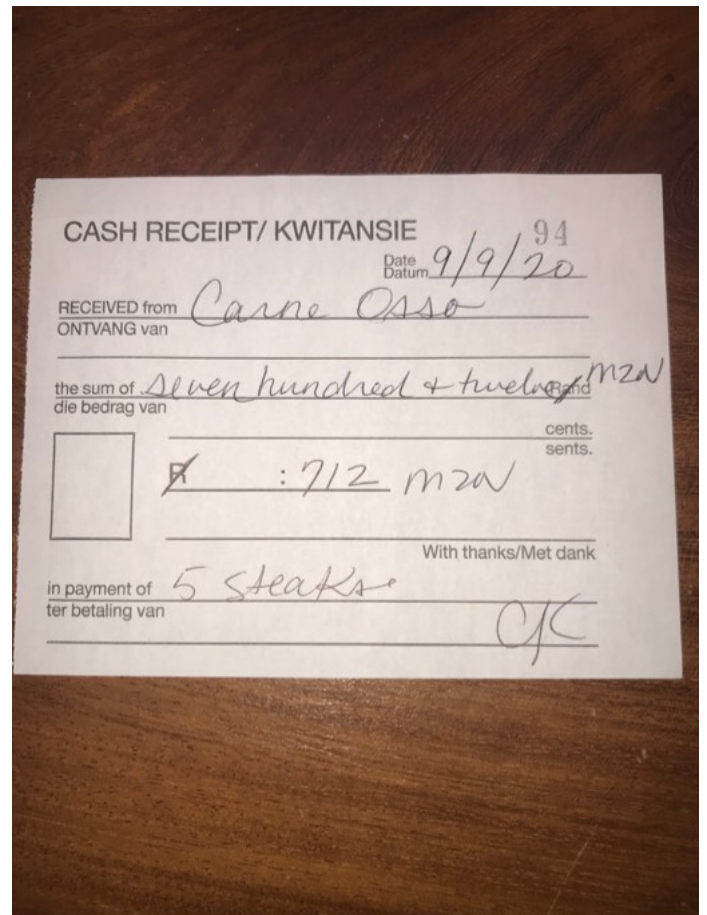 CASH RECEIPT/ KWITANSIE 94
Date 9/9/20
Datum
RECEIVED from Carne Osso
ONTVANG van
the sum of seven hundred + twelve Rand MZN
die bedrag van
cents.
sents.
R : 712 MZN
With thanks/Met dank
in payment of 5 steaks
ter betaling van